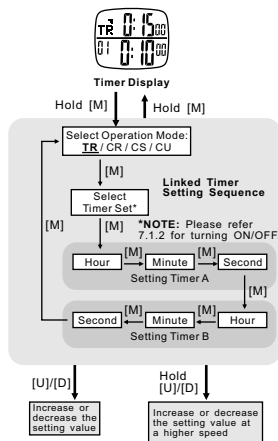 TR 0:15 00
01 0:10 00
Timer Display
Hold [M] Hold [M]
Select Operation Mode:
TR / CR / CS / CU
[M]
Select
Timer Set*
Linked Timer
Setting Sequence
*NOTE: Please refer
7.1.2 for turning ON/OFF
[M]
[M]
Hour [M] Minute [M] Second
Setting Timer A
[M]
Second [M] Minute [M] Hour
Setting Timer B
[U]/[D]
Hold
[U]/[D]
Increase or
decrease the
setting value
Increase or decrease
the setting value at
a higher speed